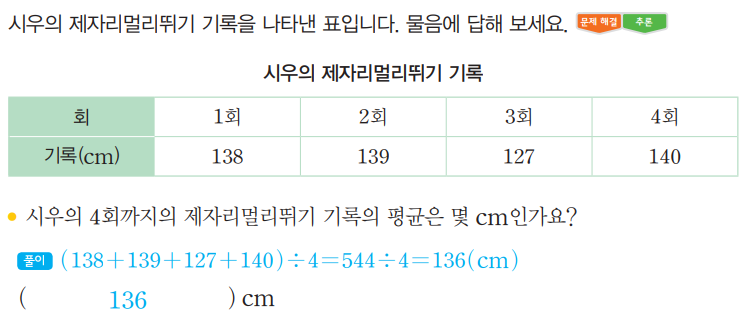 시우의 제자리멀리뛰기 기록을 나타낸 표입니다. 물음에 답해 보세요. 문제 해결 추론
시우의 제자리멀리뛰기 기록
회 1회 2회 3회 4회
기록(cm) 138 139 127 140
• 시우의 4회까지의 제자리멀리뛰기 기록의 평균은 몇 cm인가요?
풀이 (138+139+127+140)÷4=544÷4=136(cm)
( 136 ) cm